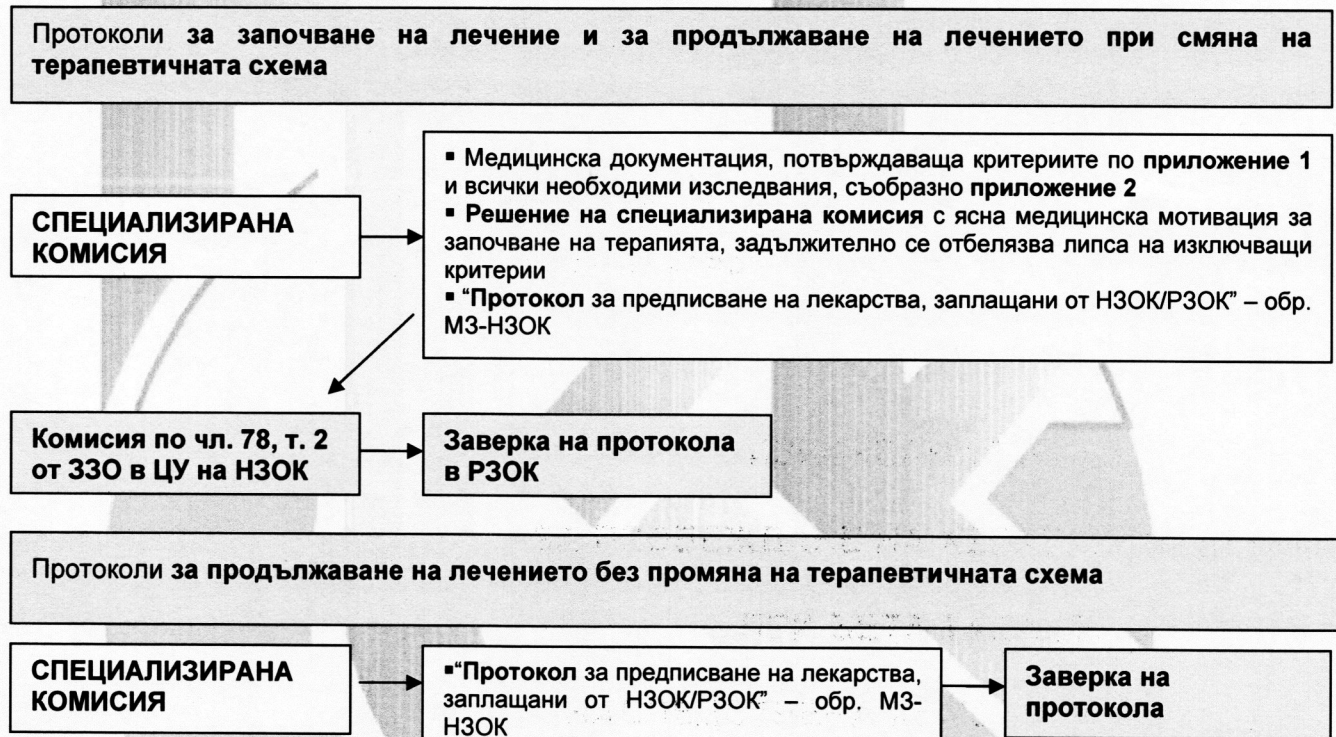 Протоколи за започване на лечение и за продължаване на лечението при смяна на
терапевтичната схема
▪ Медицинска документация, потвърждаваща критериите по приложение 1
и всички необходими изследвания, съобразно приложение 2
▪ Решение на специализирана комисия с ясна медицинска мотивация за
започване на терапията, задължително се отбелязва липса на изключващи
критерии
▪ “Протокол за предписване на лекарства, заплащани от НЗОК/РЗОК” – обр.
МЗ-НЗОК
СПЕЦИАЛИЗИРАНА
КОМИСИЯ
Комисия по чл. 78, т. 2
от ЗЗО в ЦУ на НЗОК
Заверка на протокола
в РЗОК
Протоколи за продължаване на лечението без промяна на терапевтичната схема
СПЕЦИАЛИЗИРАНА
КОМИСИЯ
▪“Протокол за предписване на лекарства,
заплащани от НЗОК/РЗОК” – обр. МЗ-
НЗОК
Заверка на
протокола